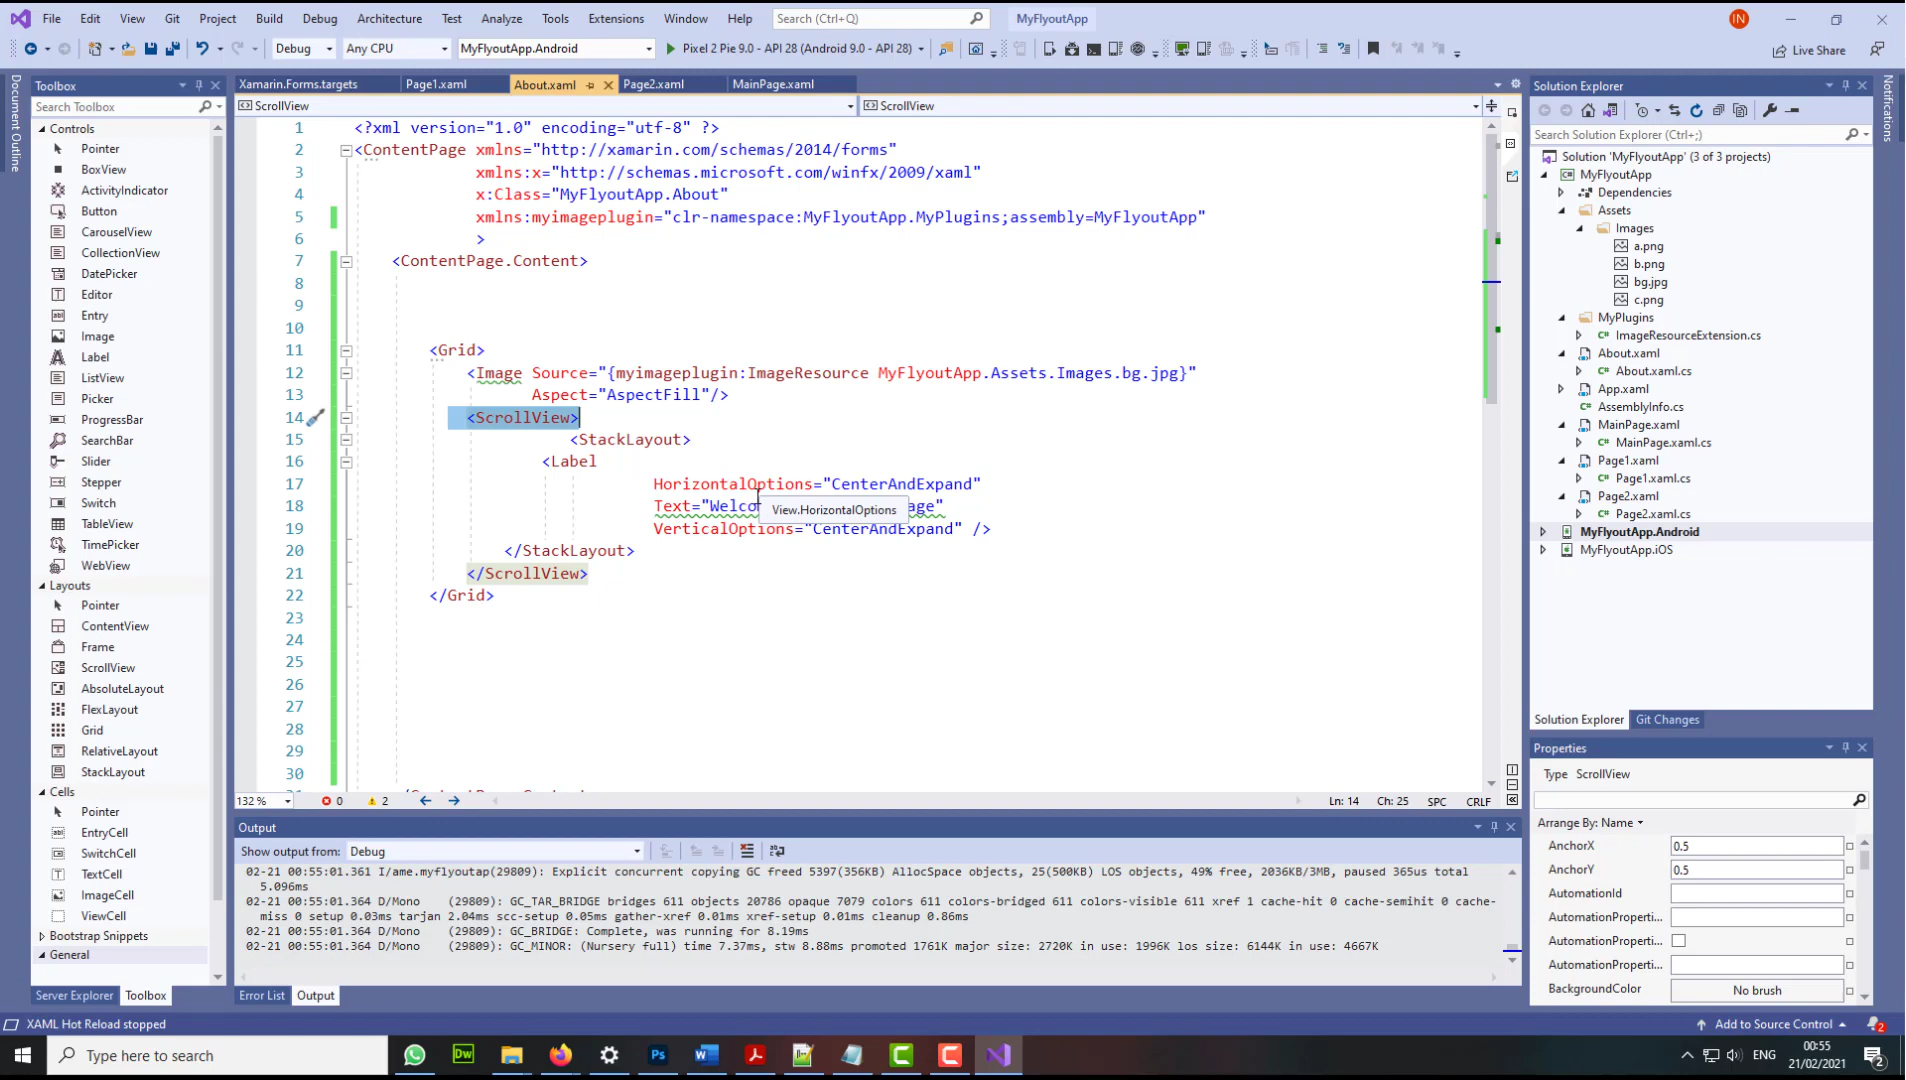 File Edit View Git Project Build Debug Architecture Test Analyze Tools Extensions Window Help Search (Ctrl+Q) MyFlyoutApp IN
Debug Any CPU MyFlyoutApp.Android Pixel 2 Pie 9.0 - API 28 (Android 9.0 - API 28) Live Share
Document Outline
Toolbox
Search Toolbox
Controls
Pointer
BoxView
ActivityIndicator
Button
CarouselView
CollectionView
DatePicker
Editor
Entry
Image
Label
ListView
Picker
ProgressBar
SearchBar
Slider
Stepper
Switch
TableView
TimePicker
WebView
Layouts
Pointer
ContentView
Frame
ScrollView
AbsoluteLayout
FlexLayout
Grid
RelativeLayout
StackLayout
Cells
Pointer
EntryCell
SwitchCell
TextCell
ImageCell
ViewCell
Bootstrap Snippets
General
Server Explorer Toolbox
Xamarin.Forms.targets Page1.xaml About.xaml Page2.xaml MainPage.xaml
ScrollView ScrollView
1 <?xml version="1.0" encoding="utf-8" ?>
2 <ContentPage xmlns="http://xamarin.com/schemas/2014/forms"
3 xmlns:x="http://schemas.microsoft.com/winfx/2009/xaml"
4 x:Class="MyFlyoutApp.About"
5 xmlns:myimageplugin="clr-namespace:MyFlyoutApp.MyPlugins;assembly=MyFlyoutApp"
6 >
7 <ContentPage.Content>
8
9
10
11 <Grid>
12 <Image Source="{myimageplugin:ImageResource MyFlyoutApp.Assets.Images.bg.jpg}"
13 Aspect="AspectFill"/>
14 <ScrollView>
15 <StackLayout>
16 <Label
17 HorizontalOptions="CenterAndExpand"
18 Text="Welco age"
View.HorizontalOptions
19 VerticalOptions="CenterAndExpand" />
20 </StackLayout>
21 </ScrollView>
22 </Grid>
23
24
25
26
27
28
29
30
132 % 0 2 Ln: 14 Ch: 25 SPC CRLF
Output
Show output from: Debug
02-21 00:55:01.361 I/ame.myflyoutap(29809): Explicit concurrent copying GC freed 5397(356KB) AllocSpace objects, 25(500KB) LOS objects, 49% free, 2036KB/3MB, paused 365us total
5.096ms
02-21 00:55:01.364 D/Mono (29809): GC_TAR_BRIDGE bridges 611 objects 20786 opaque 7079 colors 611 colors-bridged 611 colors-visible 611 xref 1 cache-hit 0 cache-semihit 0 cache-
miss 0 setup 0.03ms tarjan 2.04ms scc-setup 0.05ms gather-xref 0.01ms xref-setup 0.01ms cleanup 0.86ms
02-21 00:55:01.364 D/Mono (29809): GC_BRIDGE: Complete, was running for 8.19ms
02-21 00:55:01.364 D/Mono (29809): GC_MINOR: (Nursery full) time 7.37ms, stw 8.88ms promoted 1761K major size: 2720K in use: 1996K los size: 6144K in use: 4667K
Error List Output
Solution Explorer
Search Solution Explorer (Ctrl+;)
Solution 'MyFlyoutApp' (3 of 3 projects)
MyFlyoutApp
Dependencies
Assets
Images
a.png
b.png
bg.jpg
c.png
MyPlugins
ImageResourceExtension.cs
About.xaml
About.xaml.cs
App.xaml
AssemblyInfo.cs
MainPage.xaml
MainPage.xaml.cs
Page1.xaml
Page1.xaml.cs
Page2.xaml
Page2.xaml.cs
MyFlyoutApp.Android
MyFlyoutApp.iOS
Solution Explorer Git Changes
Properties
Type ScrollView
Arrange By: Name
AnchorX 0.5
AnchorY 0.5
AutomationId
AutomationProperti...
AutomationProperti...
AutomationProperti...
BackgroundColor No brush
Notifications
XAML Hot Reload stopped Add to Source Control 2
Type here to search
ENG
00:55
21/02/2021
2